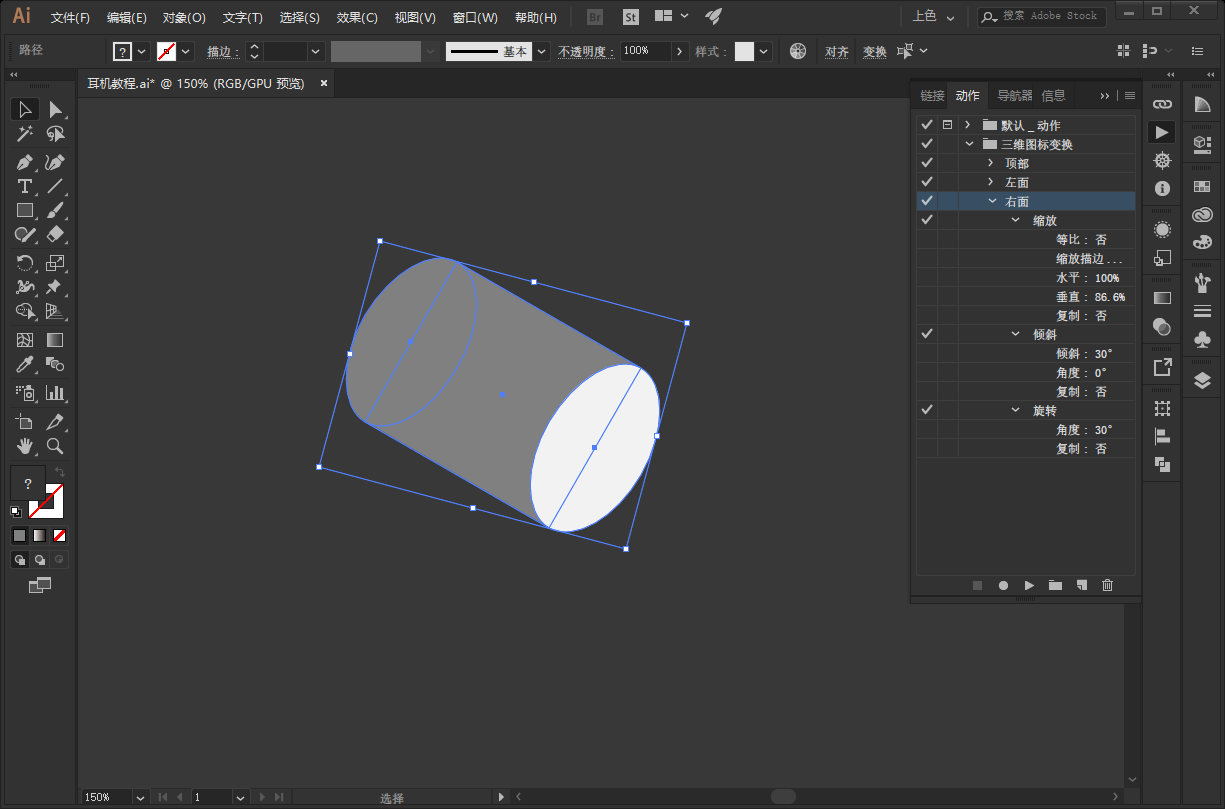 Ai 文件(F) 编辑(E) 对象(O) 文字(T) 选择(S) 效果(C) 视图(V) 窗口(W) 帮助(H) Br St 上色 搜索 Adobe Stock
路径 ? 描边： 基本 不透明度： 100% 样式： 对齐 变换
耳机教程.ai* @ 150% (RGB/GPU 预览) ×
链接 动作 导航器 信息
默认_动作
三维图标变换
顶部
左面
右面
缩放
等比：否
缩放描边...
水平：100%
垂直：86.6%
复制：否
倾斜
倾斜：30°
角度：0°
复制：否
旋转
角度：30°
复制：否
?
150% 1 选择